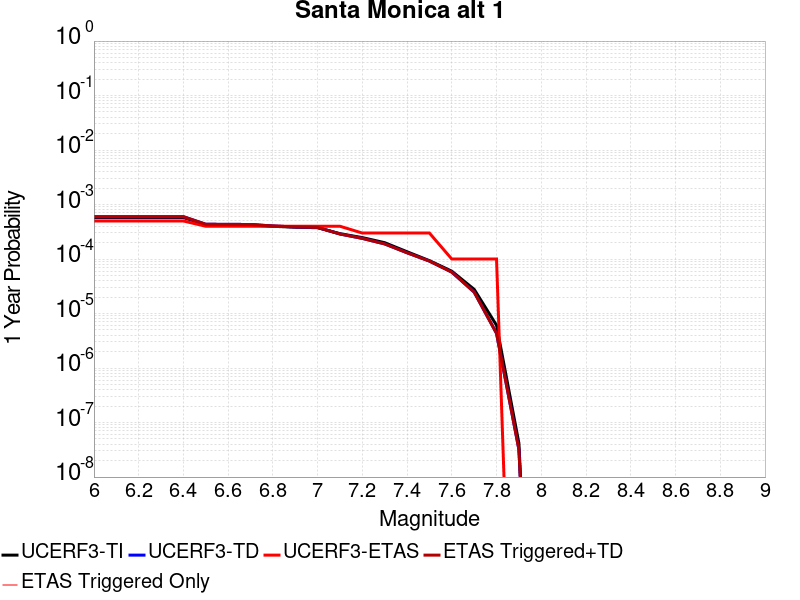 Santa Monica alt 1
10^0
10^-1
10^-2
10^-3
10^-4
10^-5
10^-6
10^-7
10^-8
1 Year Probability
6 6.2 6.4 6.6 6.8 7 7.2 7.4 7.6 7.8 8 8.2 8.4 8.6 8.8 9
Magnitude
UCERF3-TI UCERF3-TD UCERF3-ETAS ETAS Triggered+TD
ETAS Triggered Only